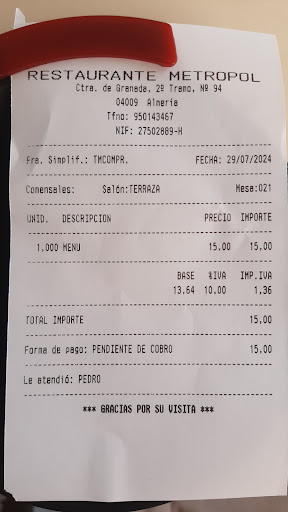 RESTAURANTE METROPOL
Ctra. de Granada, 2º Tramo, Nº 94
04009 Almeria
Tfno: 950143467
NIF: 27502889-H
Fra. Simplif.: TMCOMPR. FECHA: 29/07/2024
Comensales: Salón:TERRAZA Mesa:021
UNID. DESCRIPCION PRECIO IMPORTE
1.000 MENU 15.00 15.00
BASE %IVA IMP.IVA
13.64 10.00 1.36
TOTAL IMPORTE 15.00
Forma de pago: PENDIENTE DE COBRO 15.00
Le atendió: PEDRO
*** GRACIAS POR SU VISITA ***